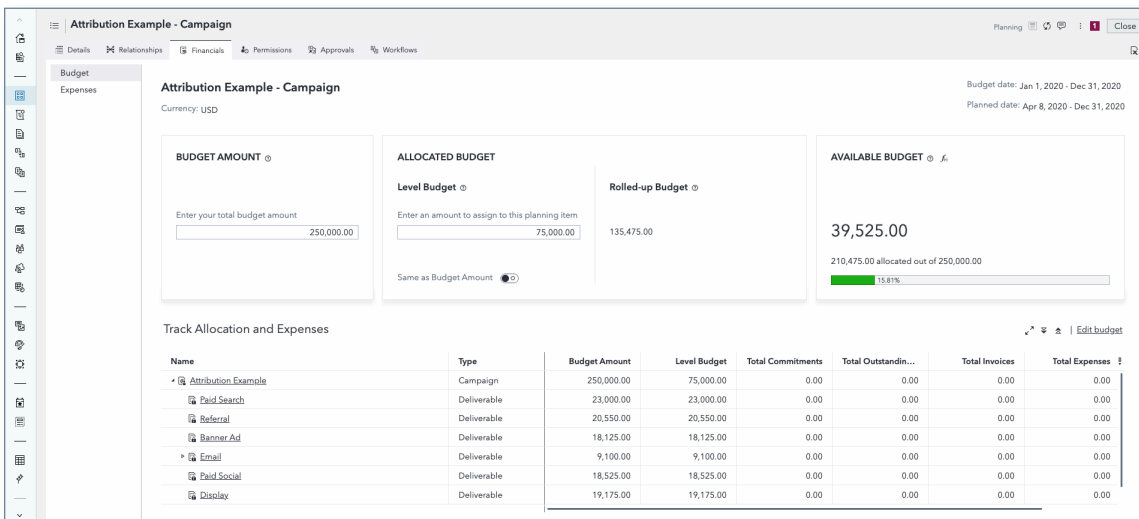 Attribution Example - Campaign
Planning 1 Close
Details Relationships Financials Permissions Approvals Workflows
Budget
Expenses
Attribution Example - Campaign
Currency: USD
Budget date: Jan 1, 2020 - Dec 31, 2020
Planned date: Apr 8, 2020 - Dec 31, 2020
BUDGET AMOUNT
Enter your total budget amount
250,000.00
ALLOCATED BUDGET
Level Budget
Enter an amount to assign to this planning item
75,000.00
Same as Budget Amount
Rolled-up Budget
135,475.00
AVAILABLE BUDGET
39,525.00
210,475.00 allocated out of 250,000.00
15.81%
Track Allocation and Expenses
| Edit budget
Name Type Budget Amount Level Budget Total Commitments Total Outstandin... Total Invoices Total Expenses
Attribution Example Campaign 250,000.00 75,000.00 0.00 0.00 0.00 0.00
Paid Search Deliverable 23,000.00 23,000.00 0.00 0.00 0.00 0.00
Referral Deliverable 20,550.00 20,550.00 0.00 0.00 0.00 0.00
Banner Ad Deliverable 18,125.00 18,125.00 0.00 0.00 0.00 0.00
Email Deliverable 9,100.00 9,100.00 0.00 0.00 0.00 0.00
Paid Social Deliverable 18,525.00 18,525.00 0.00 0.00 0.00 0.00
Display Deliverable 19,175.00 19,175.00 0.00 0.00 0.00 0.00